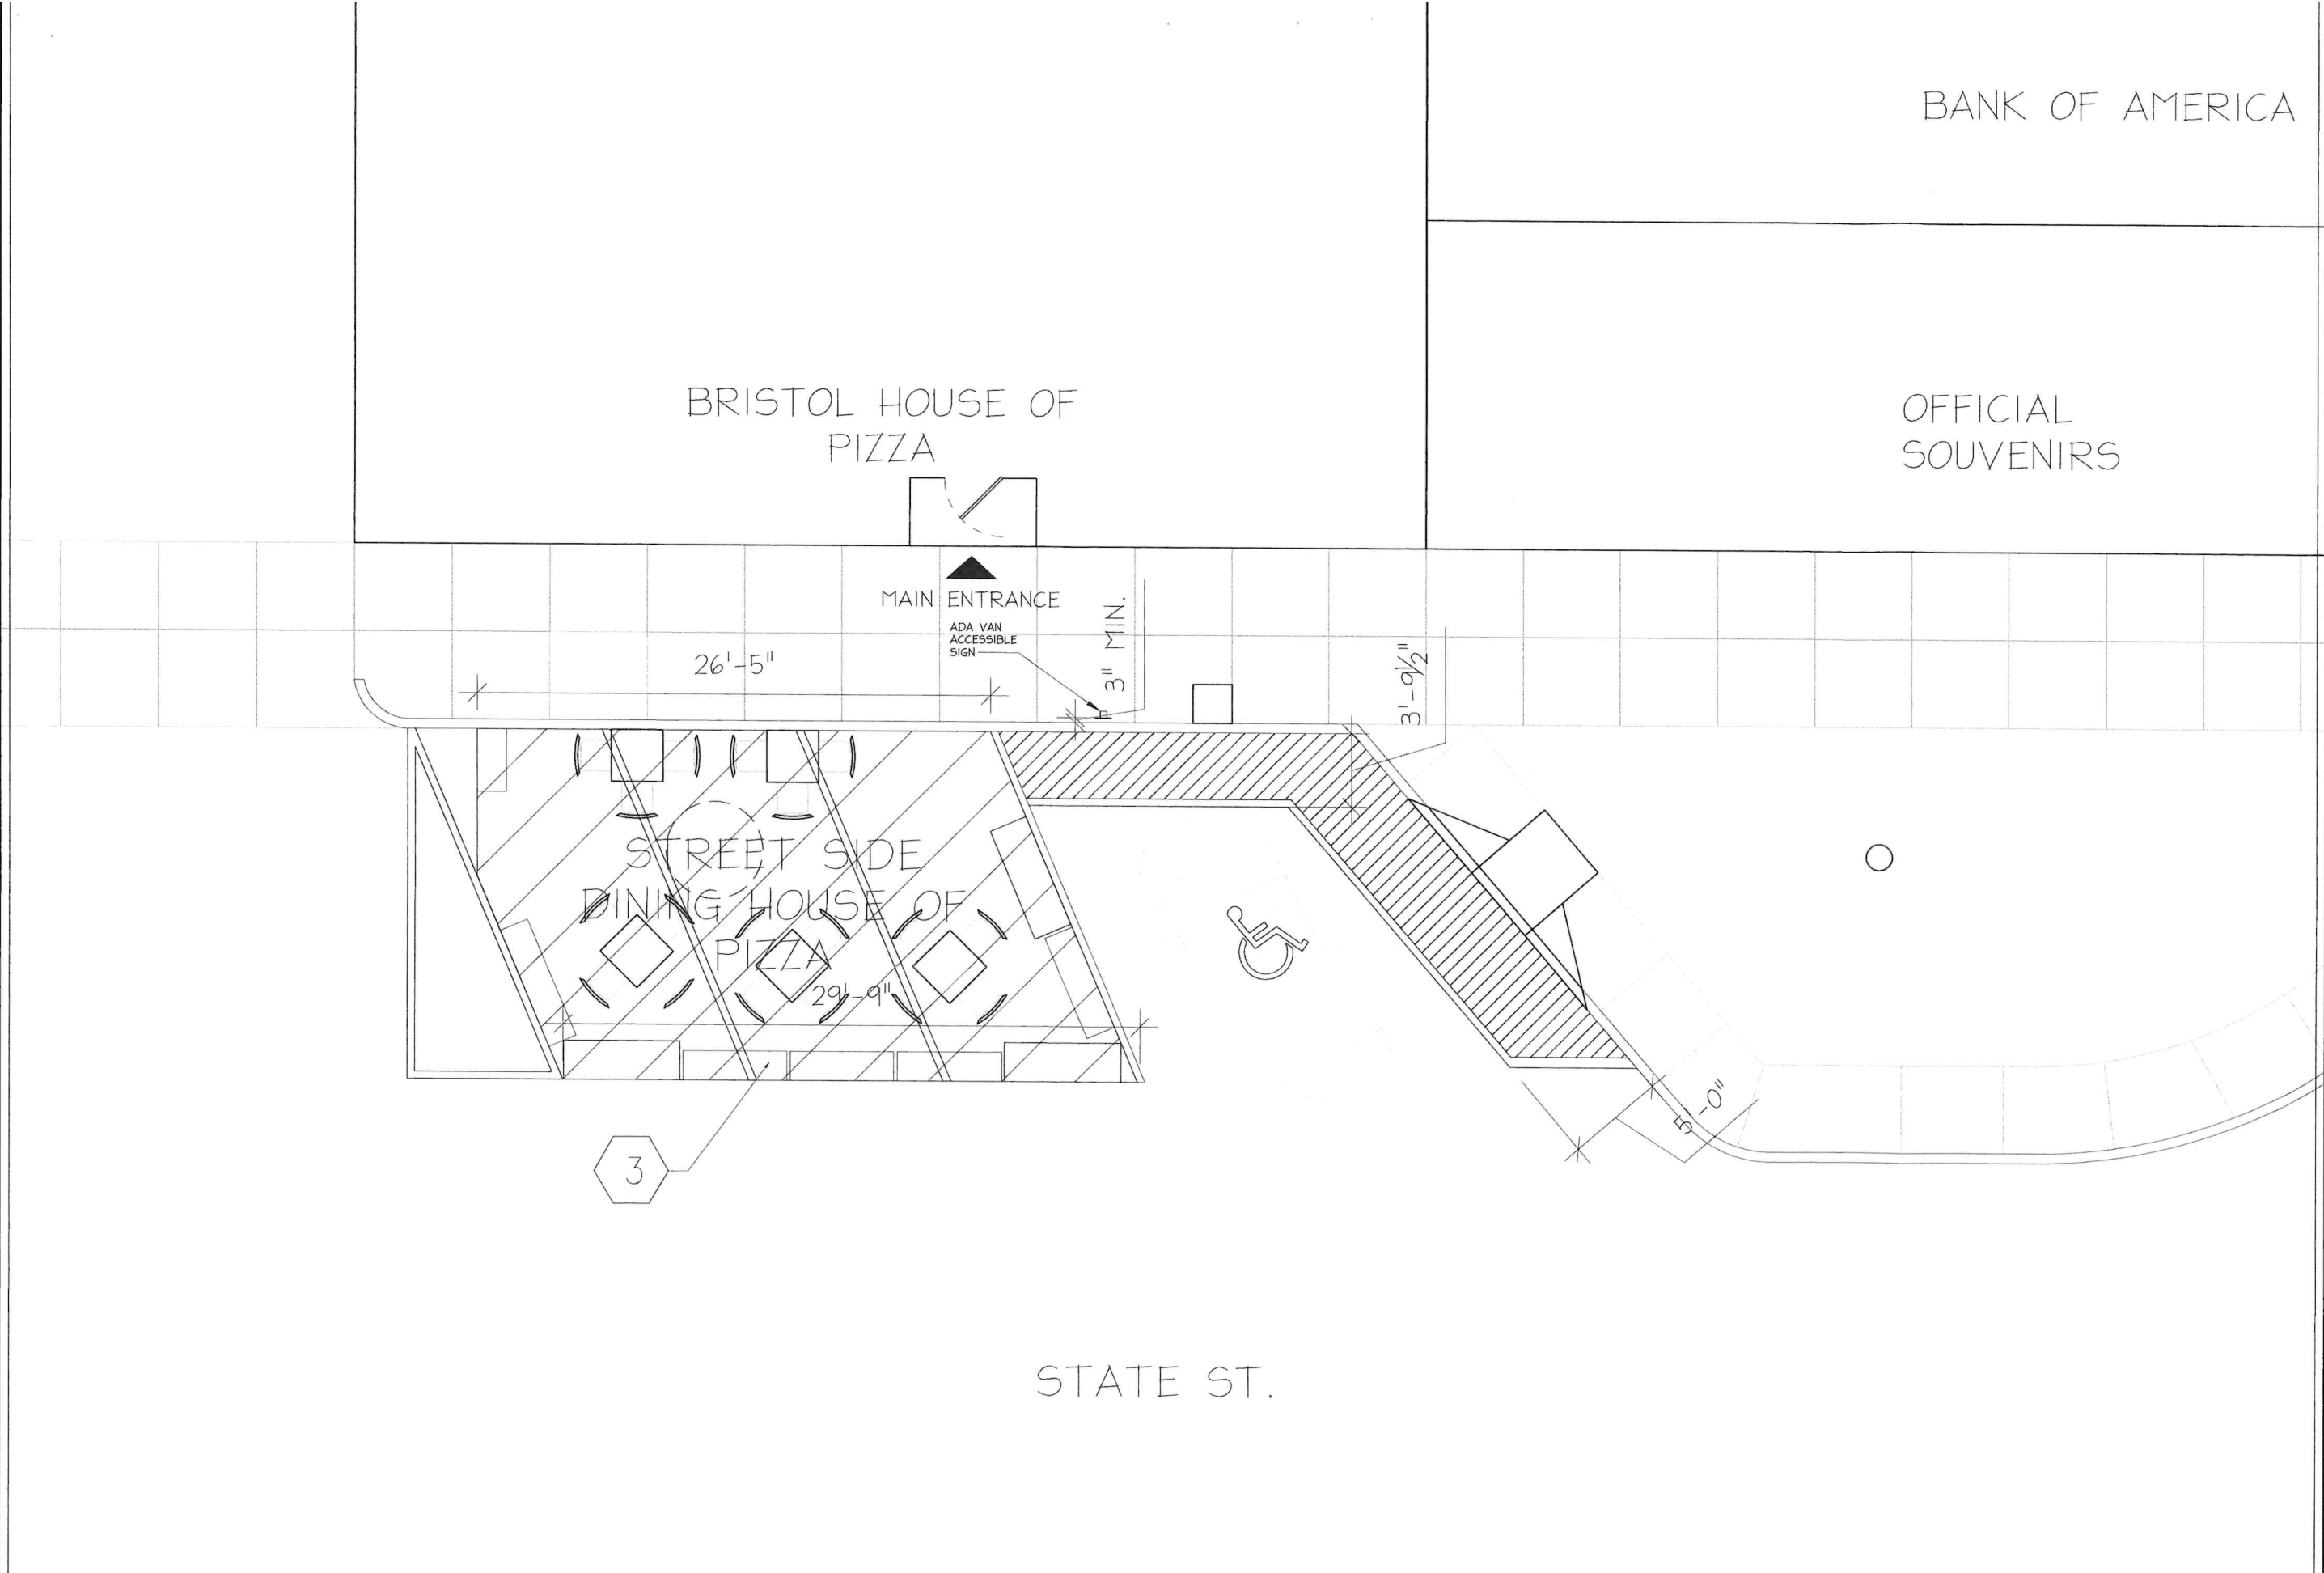 BANK OF AMERICA
BRISTOL HOUSE OF
PIZZA
OFFICIAL
SOUVENIRS
MAIN ENTRANCE
ADA VAN
ACCESSIBLE
SIGN
3" MIN.
26'-5"
3'-9½"
STREET SIDE
DINING HOUSE OF
PIZZA
29'-9"
5'-0"
3
STATE ST.